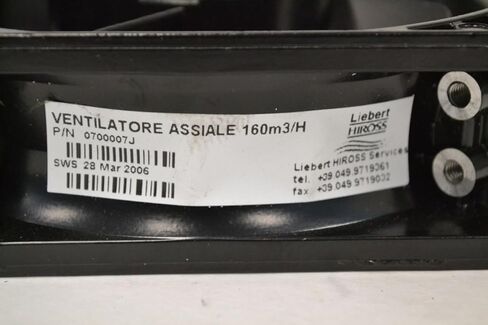 VENTILATORE ASSIALE 160m3/H
P/N 0700007J
SWS 28 Mar 2006
Liebert
HIROSS
Liebert HIROSS Services
tel. +39.049.9719361
fax. +39.049.9719032